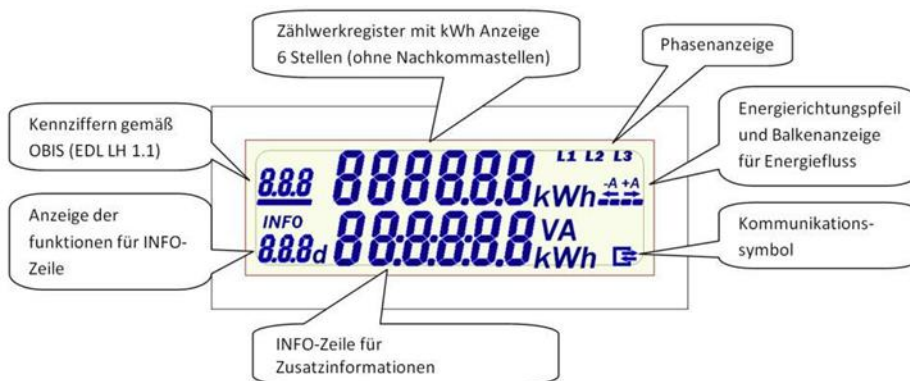 Zählwerkregister mit kWh Anzeige
6 Stellen (ohne Nachkommastellen)
Phasenanzeige
Kennziffern gemäß
OBIS (EDL LH 1.1)
Energierichtungspfeil
und Balkenanzeige
für Energiefluss
L1 L2 L3
8.8.8 888888 kWh -A +A
Anzeige der
funktionen für INFO-
Zeile
INFO
8.8.8d 88:8:8:8.8 VA
kWh
Kommunikations-
symbol
INFO-Zeile für
Zusatzinformationen